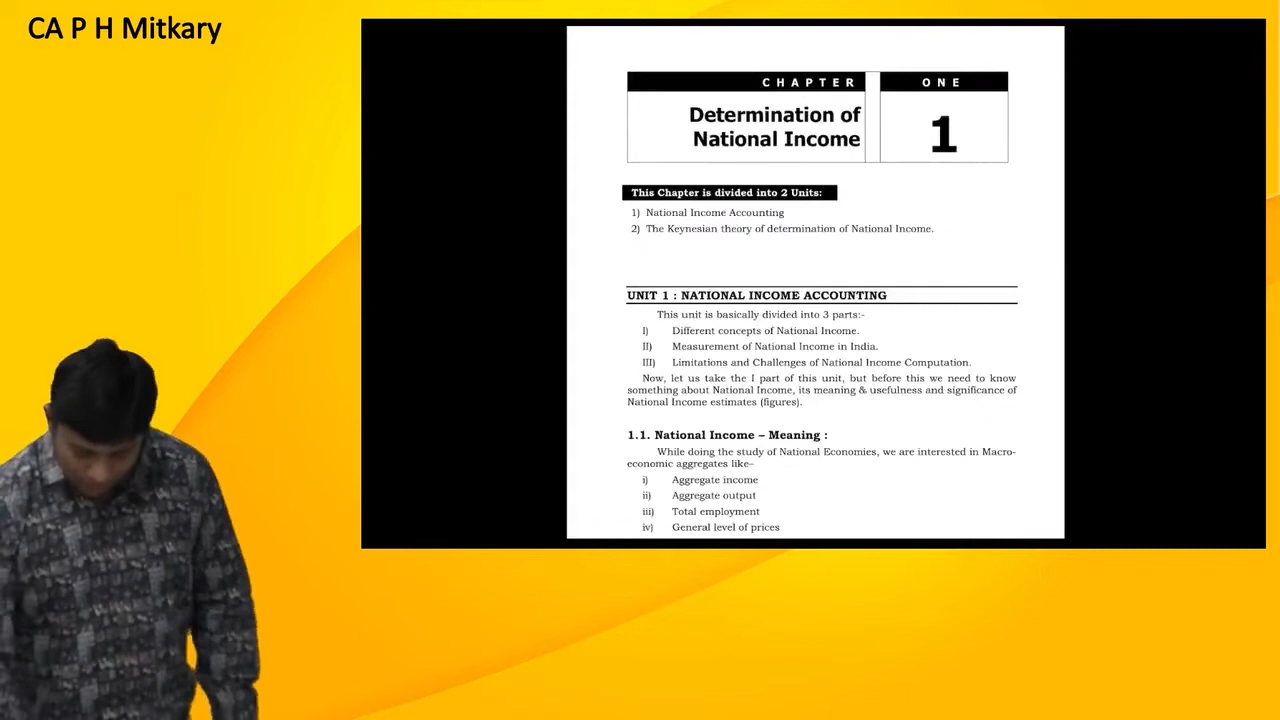 CA P H Mitkary
CHAPTER
ONE
Determination of
National Income
1
This Chapter is divided into 2 Units:
1) National Income Accounting
2) The Keynesian theory of determination of National Income.
UNIT 1 : NATIONAL INCOME ACCOUNTING
This unit is basically divided into 3 parts:-
I) Different concepts of National Income.
II) Measurement of National Income in India.
III) Limitations and Challenges of National Income Computation.
Now, let us take the I part of this unit, but before this we need to know
something about National Income, its meaning & usefulness and significance of
National Income estimates (figures).
1.1. National Income – Meaning :
While doing the study of National Economies, we are interested in Macro-
economic aggregates like–
i) Aggregate income
ii) Aggregate output
iii) Total employment
iv) General level of prices